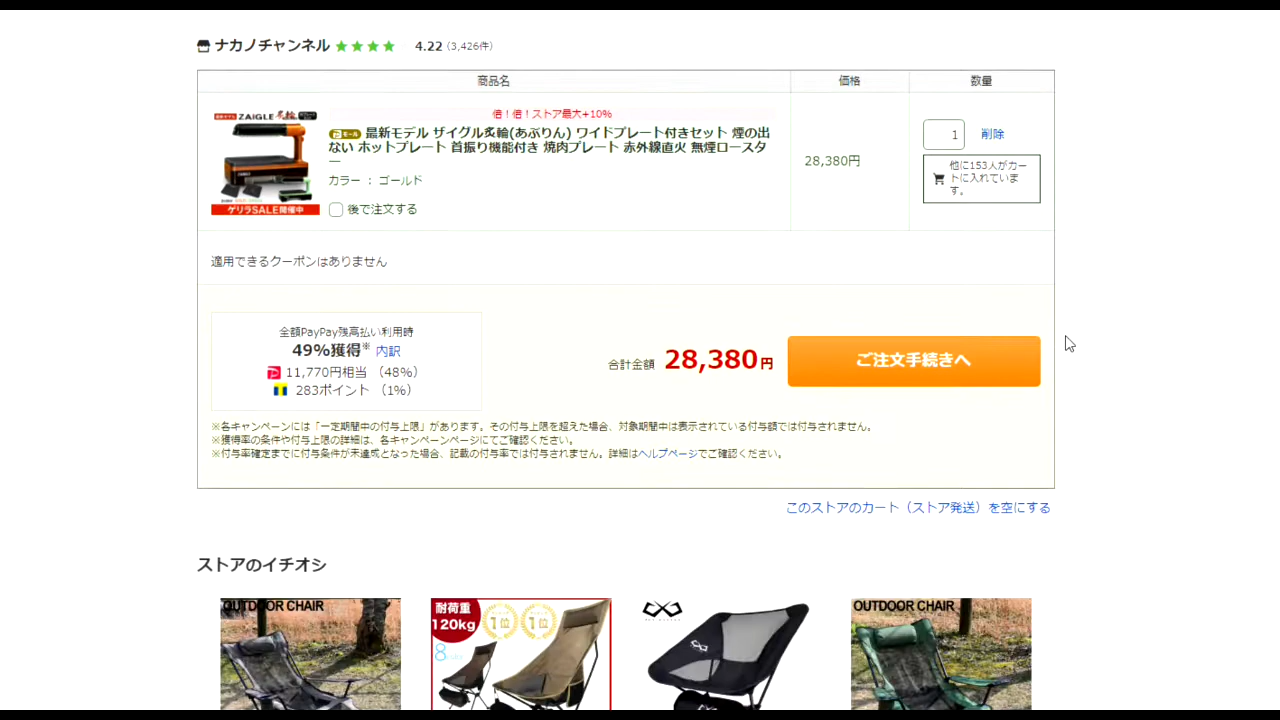 ナカノチャンネル 4.22 (3,426件)
商品名 価格 数量
ZAIGLE 炙輪
ゲリラSALE開催中
倍！倍！ストア最大+10%
モール 最新モデル ザイグル炙輪(あぶりん) ワイドプレート付きセット 煙の出
ない ホットプレート 首振り機能付き 焼肉プレート 赤外線直火 無煙ロースタ
ー
カラー ： ゴールド
後で注文する
28,380円
1 削除
他に153人がカー
トに入れていま
す。
適用できるクーポンはありません
全額PayPay残高払い利用時
49%獲得※ 内訳
11,770円相当 （48%）
283ポイント （1%）
合計金額 28,380円
ご注文手続きへ
※各キャンペーンには「一定期間中の付与上限」があります。その付与上限を超えた場合、対象期間中は表示されている付与額では付与されません。
※獲得率の条件や付与上限の詳細は、各キャンペーンページにてご確認ください。
※付与率確定までに付与条件が未達成となった場合、記載の付与率では付与されません。詳細はヘルプページでご確認ください。
このストアのカート（ストア発送）を空にする
ストアのイチオシ
OUTDOOR CHAIR
耐荷重
120kg
1位 1位
8
OUTDOOR CHAIR